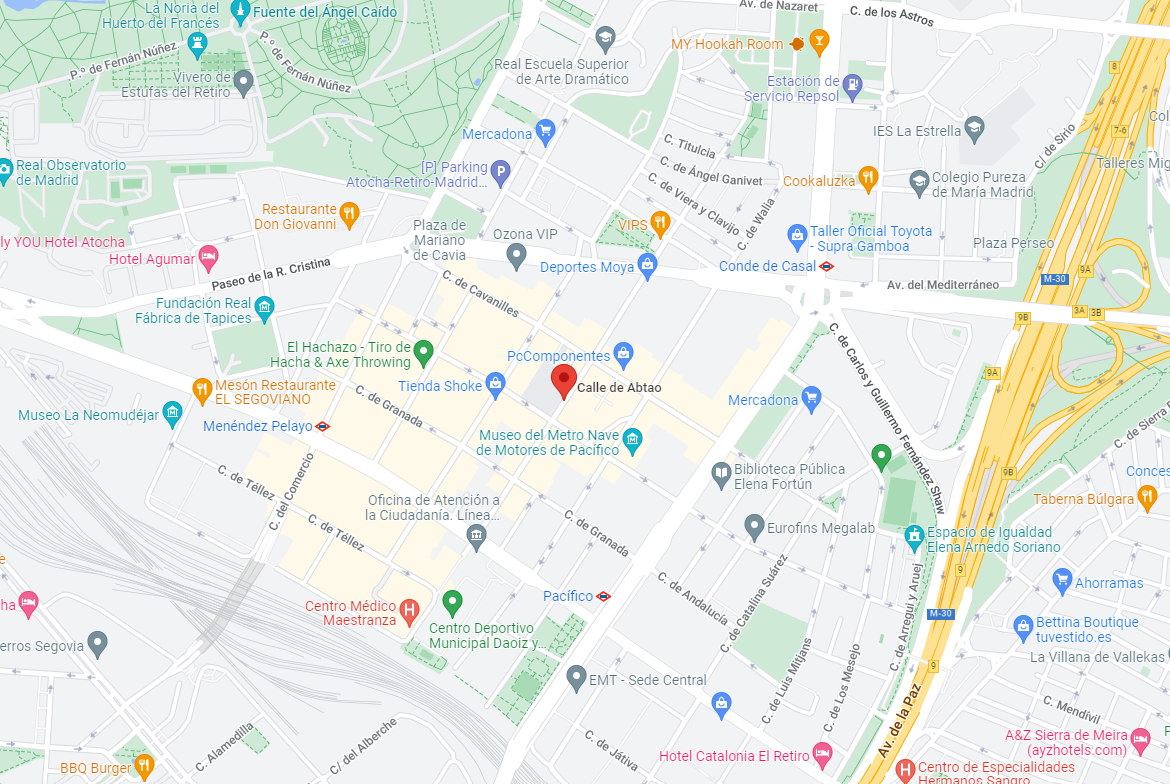 La Noria del
Huerto del Francés
Fuente del Ángel Caído
Av. de Nazaret
C. de los Astros
MY Hookah Room
P.º de Fernán Núñez
P.º de Fernán Núñez
Real Escuela Superior
de Arte Dramático
Vivero de
Estufas del Retiro
Estación de
Servicio Repsol
8
7-6
Mercadona
IES La Estrella
C/ de Sirio
C. Titulcia
Talleres Mig
Real Observatorio
de Madrid
[P] Parking
Atocha-Retiro-Madrid...
C. de Ángel Ganivet
Cookaluzka
Colegio Pureza
de María Madrid
C. de Viera y Clavijo
C. de Walia
Restaurante
Don Giovanni
VIPS
Plaza de
Mariano
de Cavia
Ozona VIP
Taller Oficial Toyota
- Supra Gamboa
Plaza Perseo
ly YOU Hotel Atocha
Hotel Agumar
Paseo de la R. Cristina
Deportes Moya
Conde de Casal
M-30
9A
Av. del Mediterráneo
C. de Cavanilles
Fundación Real
Fábrica de Tapices
9B
3A
3B
El Hachazo - Tiro de
Hacha & Axe Throwing
PcComponentes
C. de Carlos y Guillermo Fernández Shaw
9A
Tienda Shoke
Calle de Abtao
Mesón Restaurante
EL SEGOVIANO
C. de Granada
Mercadona
Museo La Neomudéjar
Menéndez Pelayo
Museo del Metro Nave
de Motores de Pacífico
C. de Sierra
C. de Téllez
C. del Comercio
Biblioteca Pública
Elena Fortún
9B
Conces
Taberna Búlgara
Oficina de Atención a
la Ciudadanía. Línea...
C. de Téllez
C. de Granada
Eurofins Megalab
Espacio de Igualdad
Elena Arnedo Soriano
9
C. de Andalucía
C. de Catalina Suárez
C. de Arregui y Aruej
Ahorramas
Pacífico
Centro Médico
Maestranza
M-30
Bettina Boutique
tuvestido.es
Centro Deportivo
Municipal Daoiz y...
erros Segovia
La Villana de Vallekas
9
EMT - Sede Central
C. de Luis Mitjans
C. de Los Mesejo
Av. de la Paz
C. Mendívil
C. Alamedilla
C/ del Alberche
C. de Játiva
Hotel Catalonia El Retiro
A&Z Sierra de Meira
(ayzhotels.com)
BBQ Burger
Centro de Especialidades
Hermanos Sangro